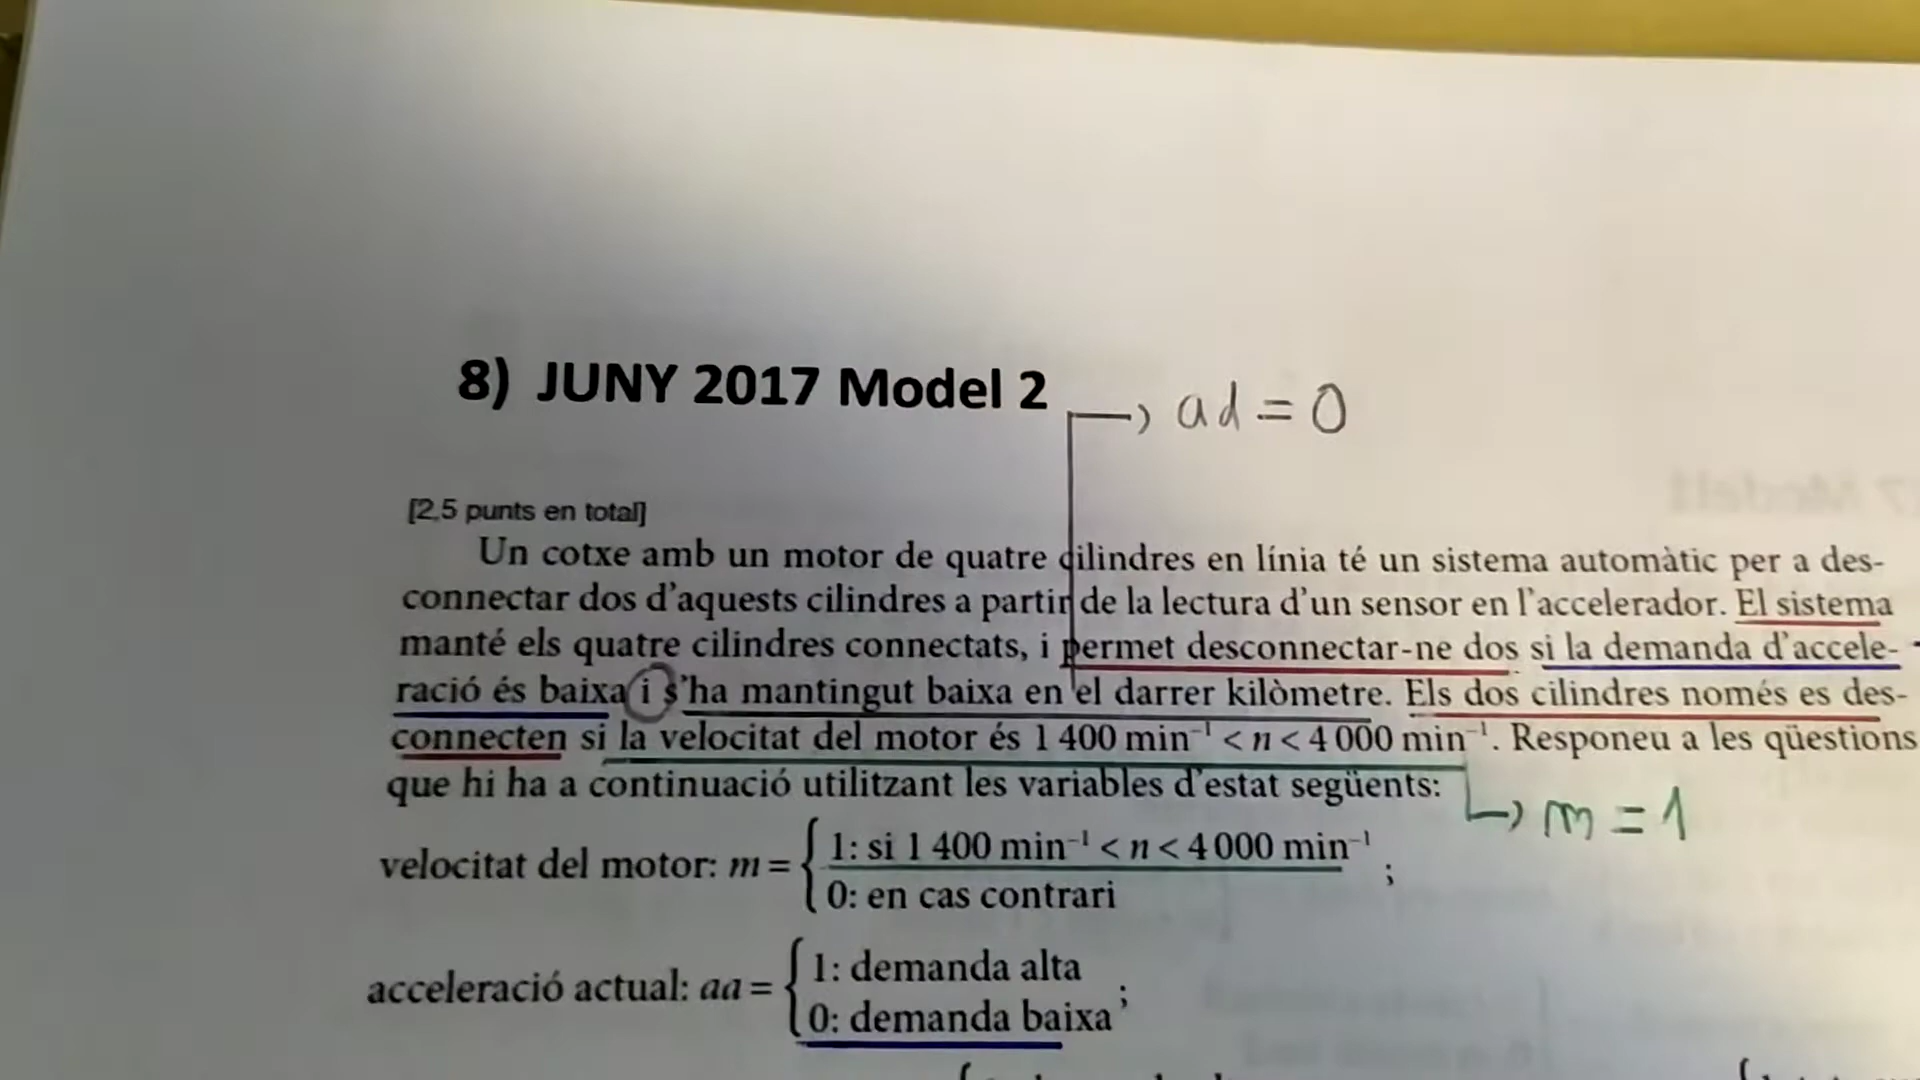 8) JUNY 2017 Model 2
ad = 0
[2,5 punts en total]
Un cotxe amb un motor de quatre cilindres en línia té un sistema automàtic per a des-
connectar dos d'aquests cilindres a partir de la lectura d'un sensor en l'accelerador. El sistema
manté els quatre cilindres connectats, i permet desconnectar-ne dos si la demanda d'accele-
ració és baixa i s'ha mantingut baixa en el darrer kilòmetre. Els dos cilindres només es des-
connecten si la velocitat del motor és 1 400 min⁻¹ < n < 4 000 min⁻¹. Responeu a les qüestions
que hi ha a continuació utilitzant les variables d'estat següents:
m = 1
velocitat del motor: m = { 1: si 1 400 min⁻¹ < n < 4 000 min⁻¹
0: en cas contrari ;
acceleració actual: aa = { 1: demanda alta
0: demanda baixa ;